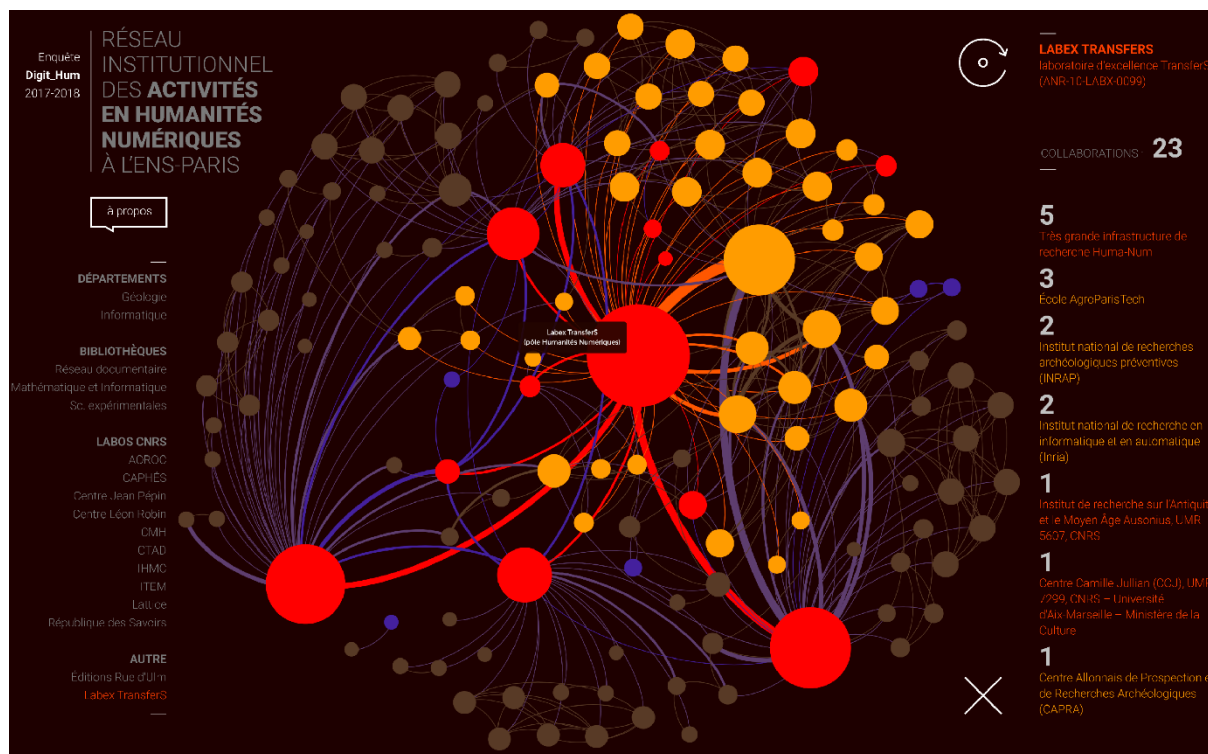 Enquête
Digit_Hum
2017-2018
RÉSEAU
INSTITUTIONNEL
DES ACTIVITÉS
EN HUMANITÉS
NUMÉRIQUES
À L'ENS-PARIS
à propos
DÉPARTEMENTS
Géologie
Informatique
BIBLIOTHÈQUES
Réseau documentaire
Mathématique et Informatique
Sc. expérimentales
LABOS CNRS
AOROC
CAPHÉS
Centre Jean Pépin
Centre Léon Robin
CMH
CTAD
IHMC
ITEM
Lattice
République des Savoirs
AUTRE
Éditions Rue d'Ulm
Labex TransferS
Labex TransferS
(pôle Humanités Numériques)
LABEX TRANSFERS
laboratoire d'excellence TransferS
(ANR-10-LABX-0099)
COLLABORATIONS 23
5
Très grande infrastructure de
recherche Huma-Num
3
École AgroParisTech
2
Institut national de recherches
archéologiques préventives
(INRAP)
2
Institut national de recherche en
informatique et en automatique
(Inria)
1
Institut de recherche sur l'Antiquit
et le Moyen Âge Ausonius, UMR
5607, CNRS
1
Centre Camille Jullian (CCJ), UMR
7299, CNRS – Université
d'Aix-Marseille – Ministère de la
Culture
1
Centre Allonnais de Prospection e
de Recherches Archéologiques
(CAPRA)